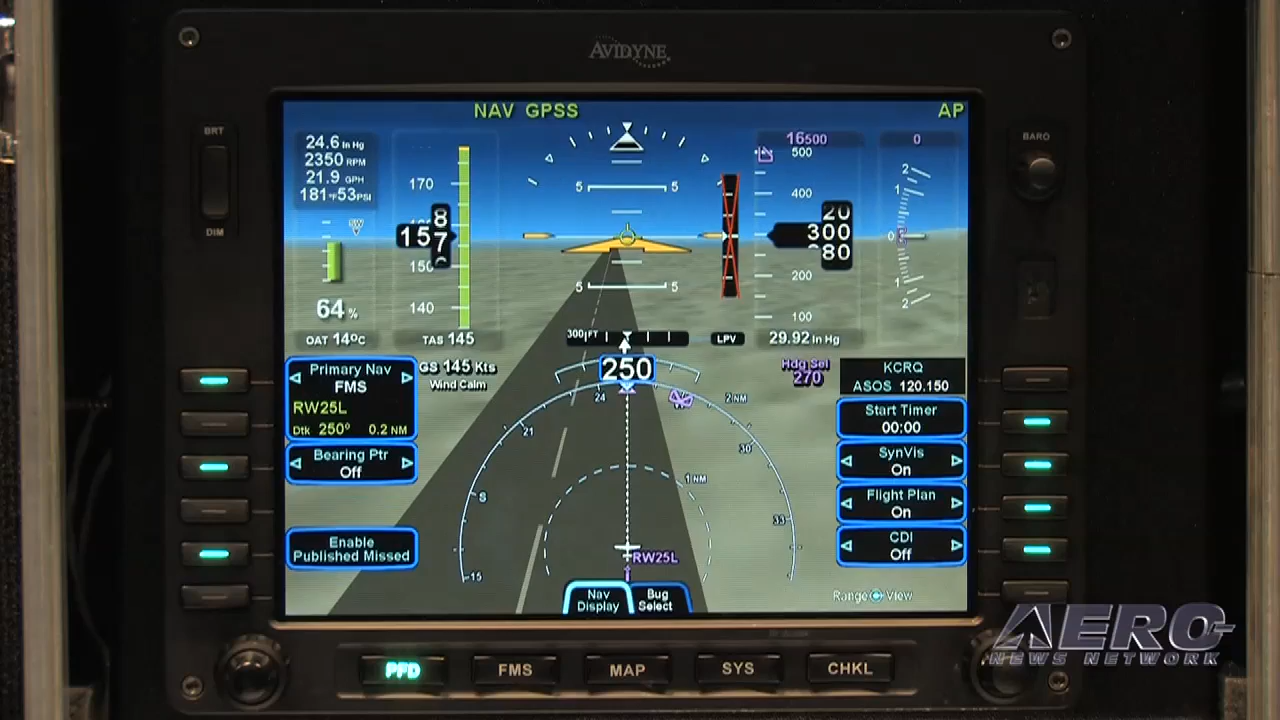 AVIDYNE
NAV GPSS
AP
BRT
DIM
BARO
24.6 In Hg
2350 RPM
21.9 GPH
181°F 53 PSI
64 %
OAT 14°C
170
8
157
150
140
TAS 145
5 5
5 5
16500
500
400
20
300
80
200
100
29.92 In Hg
0
2
1
0
1
2
300FT
LPV
Primary Nav
FMS
RW25L
Dtk 250° 0.2 NM
Bearing Ptr
Off
Enable
Published Missed
GS 145 Kts
Wind Calm
250
Hdg Sel
270
24
2 NM
21
30
1 NM
S
33
15
RW25L
Nav
Display
Bug
Select
KCRQ
ASOS 120.150
Start Timer
00:00
SynVis
On
Flight Plan
On
CDI
Off
Range View
PFD
FMS
MAP
SYS
CHKL
AERO
NEWS NETWORK